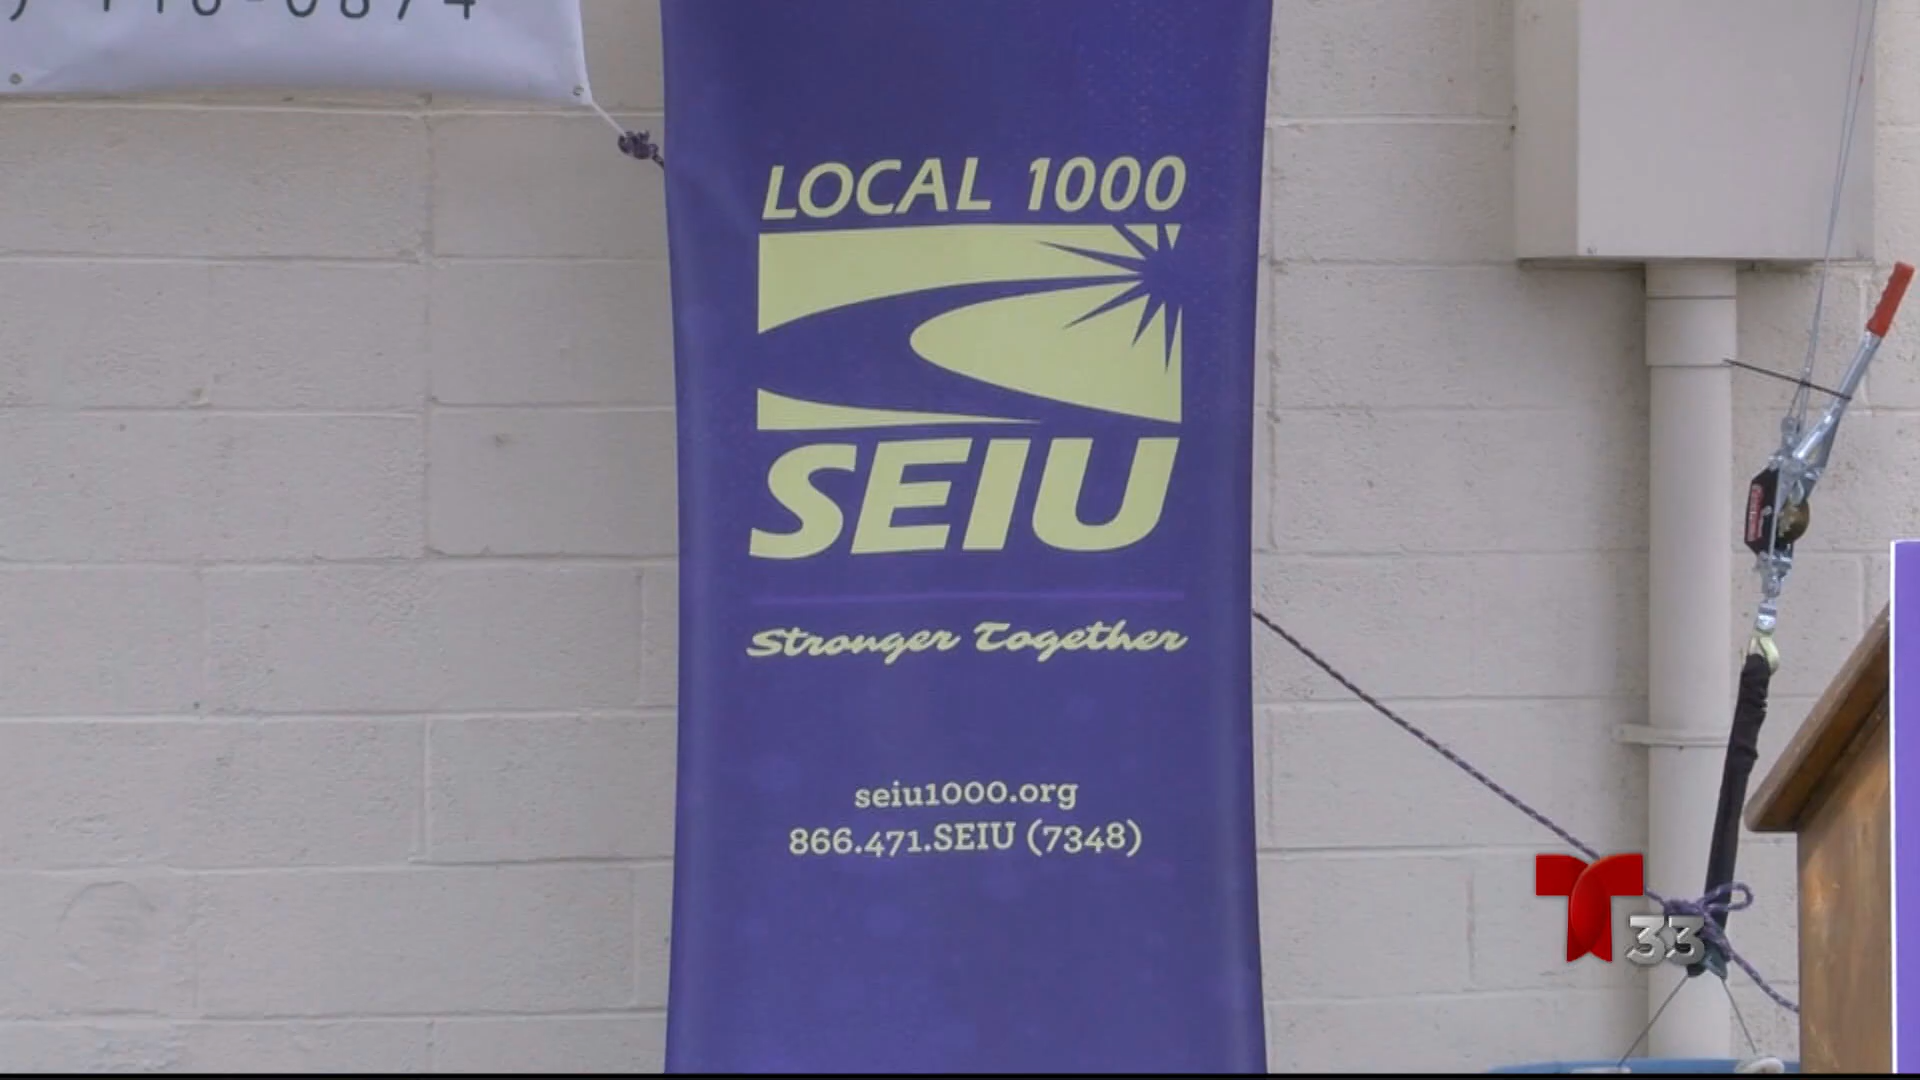 LOCAL 1000
SEIU
Stronger Together
seiu1000.org
866.471.SEIU (7348)
33